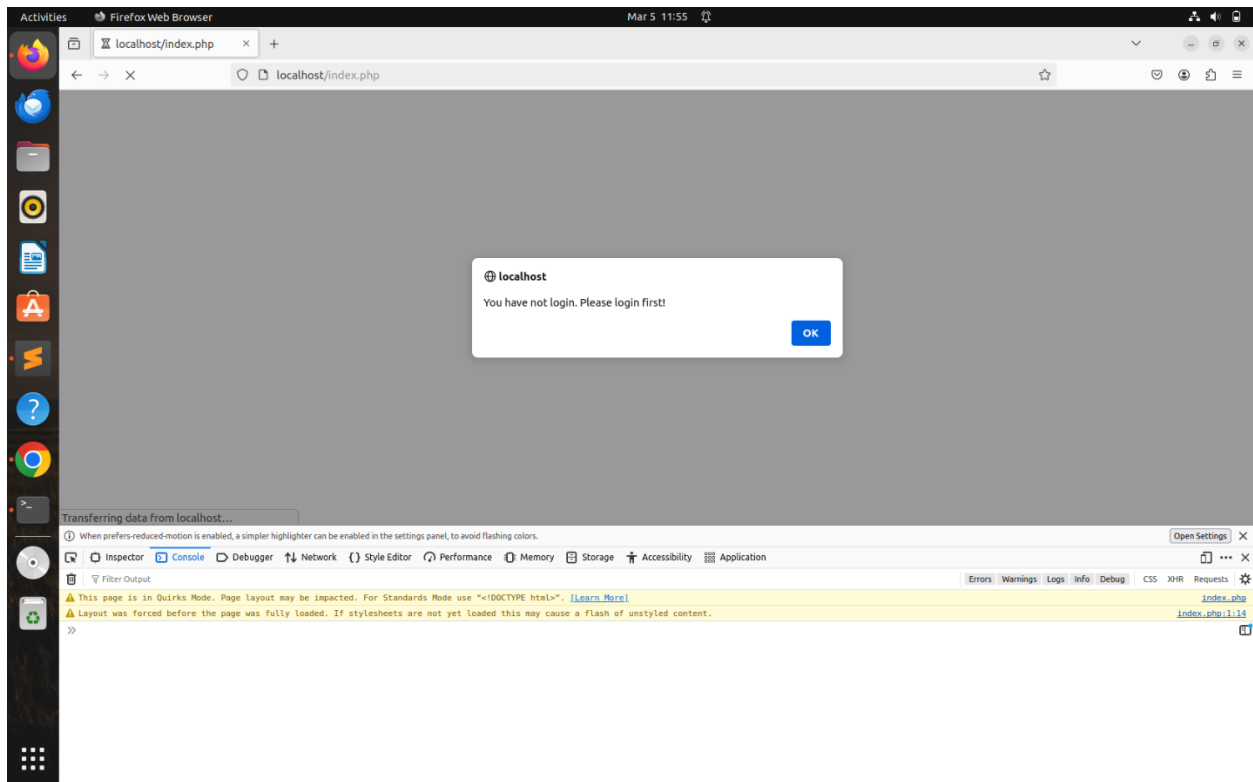 Activities Firefox Web Browser Mar 5 11:55
localhost/index.php × +
localhost/index.php
localhost
You have not login. Please login first!
OK
Transferring data from localhost...
When prefers-reduced-motion is enabled, a simpler highlighter can be enabled in the settings panel, to avoid flashing colors. Open Settings
Inspector Console Debugger Network {} Style Editor Performance Memory Storage Accessibility Application
Filter Output Errors Warnings Logs Info Debug CSS XHR Requests
This page is in Quirks Mode. Page layout may be impacted. For Standards Mode use “<!DOCTYPE html>”. [Learn More] index.php
Layout was forced before the page was fully loaded. If stylesheets are not yet loaded this may cause a flash of unstyled content. index.php:1:14
»